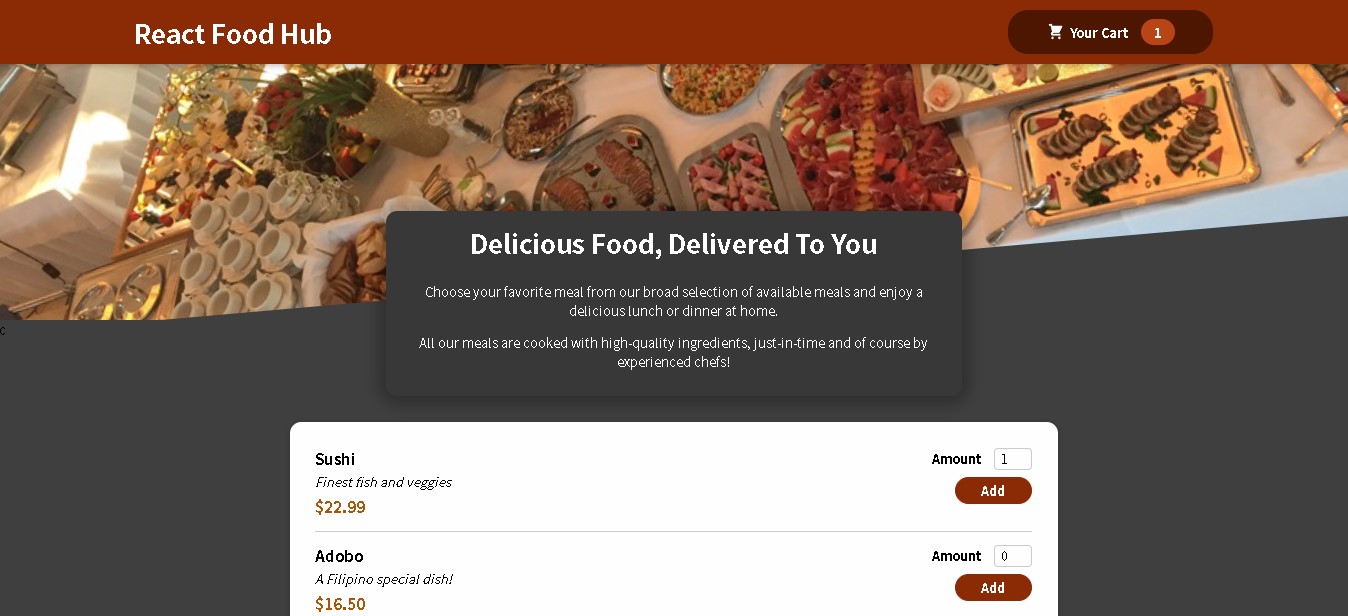 React Food Hub
Your Cart 1
Delicious Food, Delivered To You
Choose your favorite meal from our broad selection of available meals and enjoy a
delicious lunch or dinner at home.
c
All our meals are cooked with high-quality ingredients, just-in-time and of course by
experienced chefs!
Sushi
Amount 1
Finest fish and veggies
Add
$22.99
Adobo
Amount 0
A Filipino special dish!
Add
$16.50